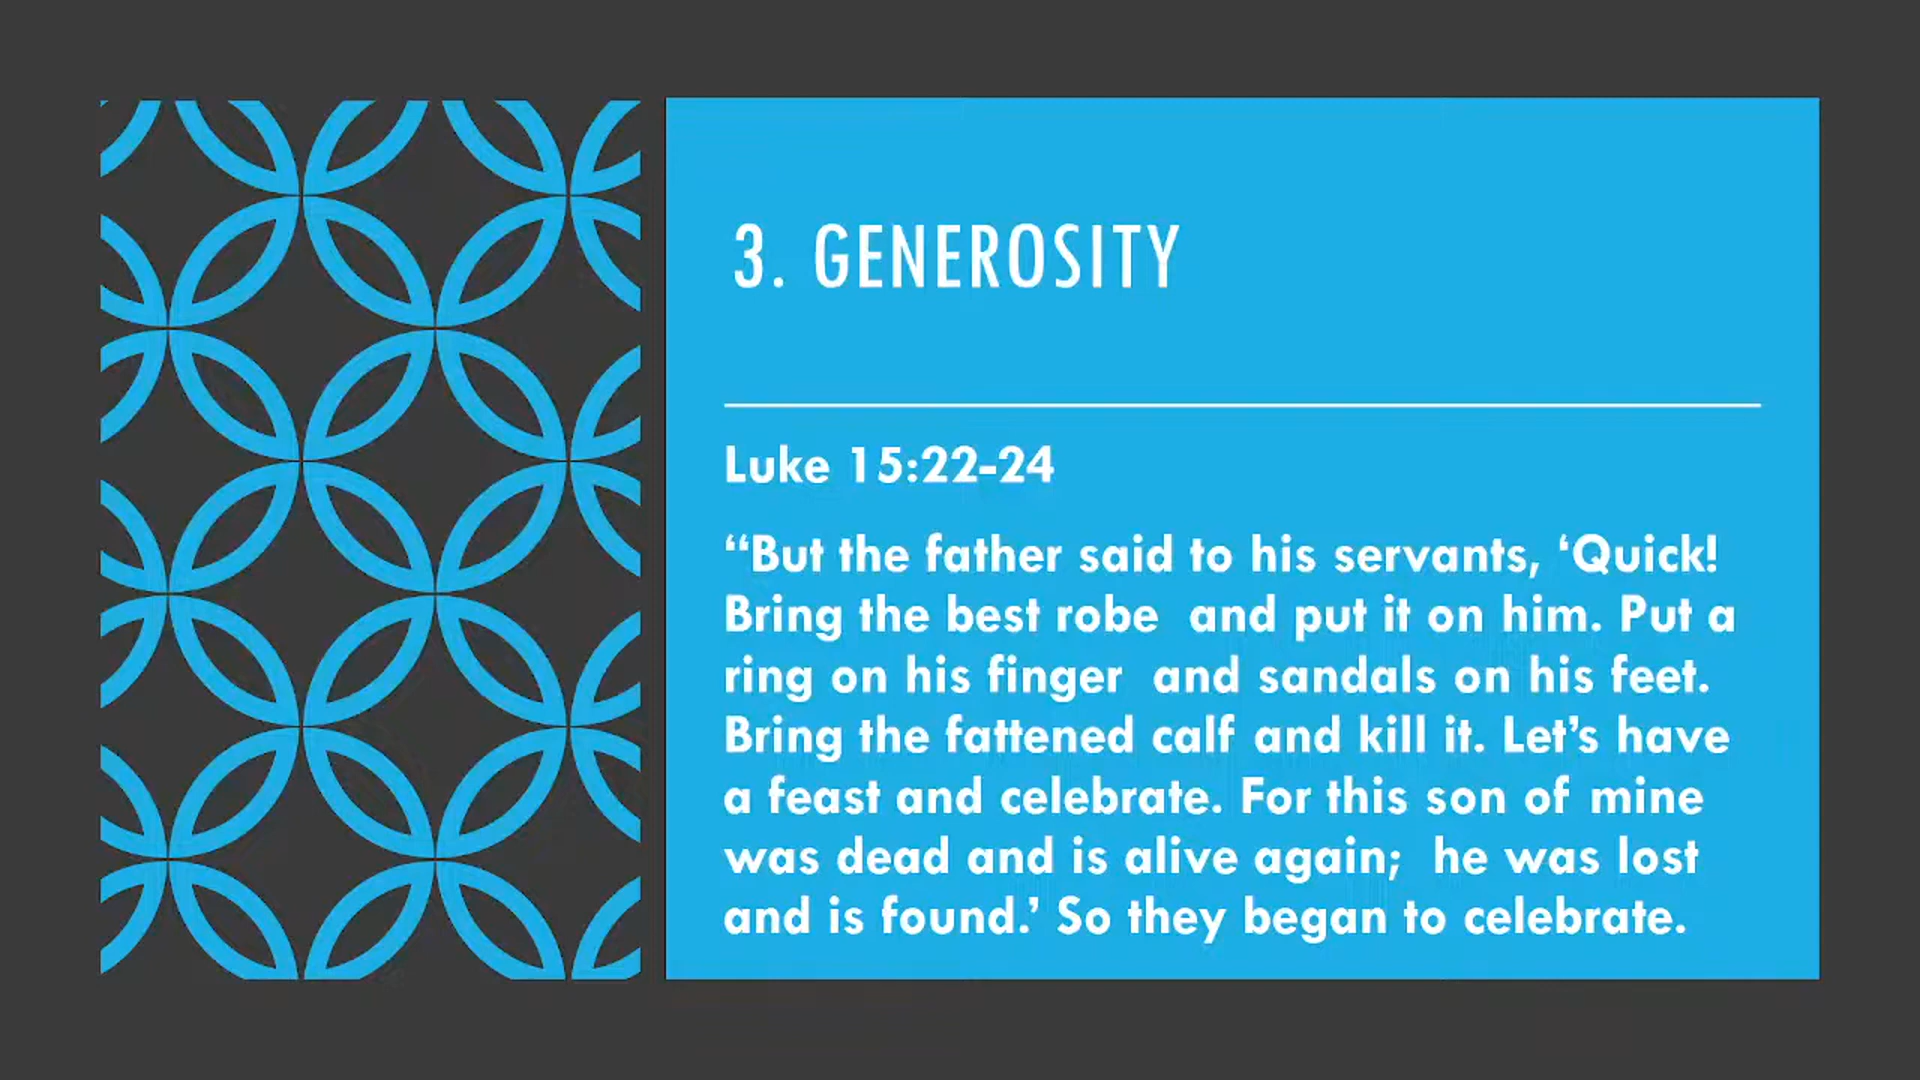 3. GENEROSITY
Luke 15:22-24
“But the father said to his servants, ‘Quick!
Bring the best robe  and put it on him. Put a
ring on his finger  and sandals on his feet.
Bring the fattened calf and kill it. Let’s have
a feast and celebrate. For this son of mine
was dead and is alive again;  he was lost
and is found.’ So they began to celebrate.